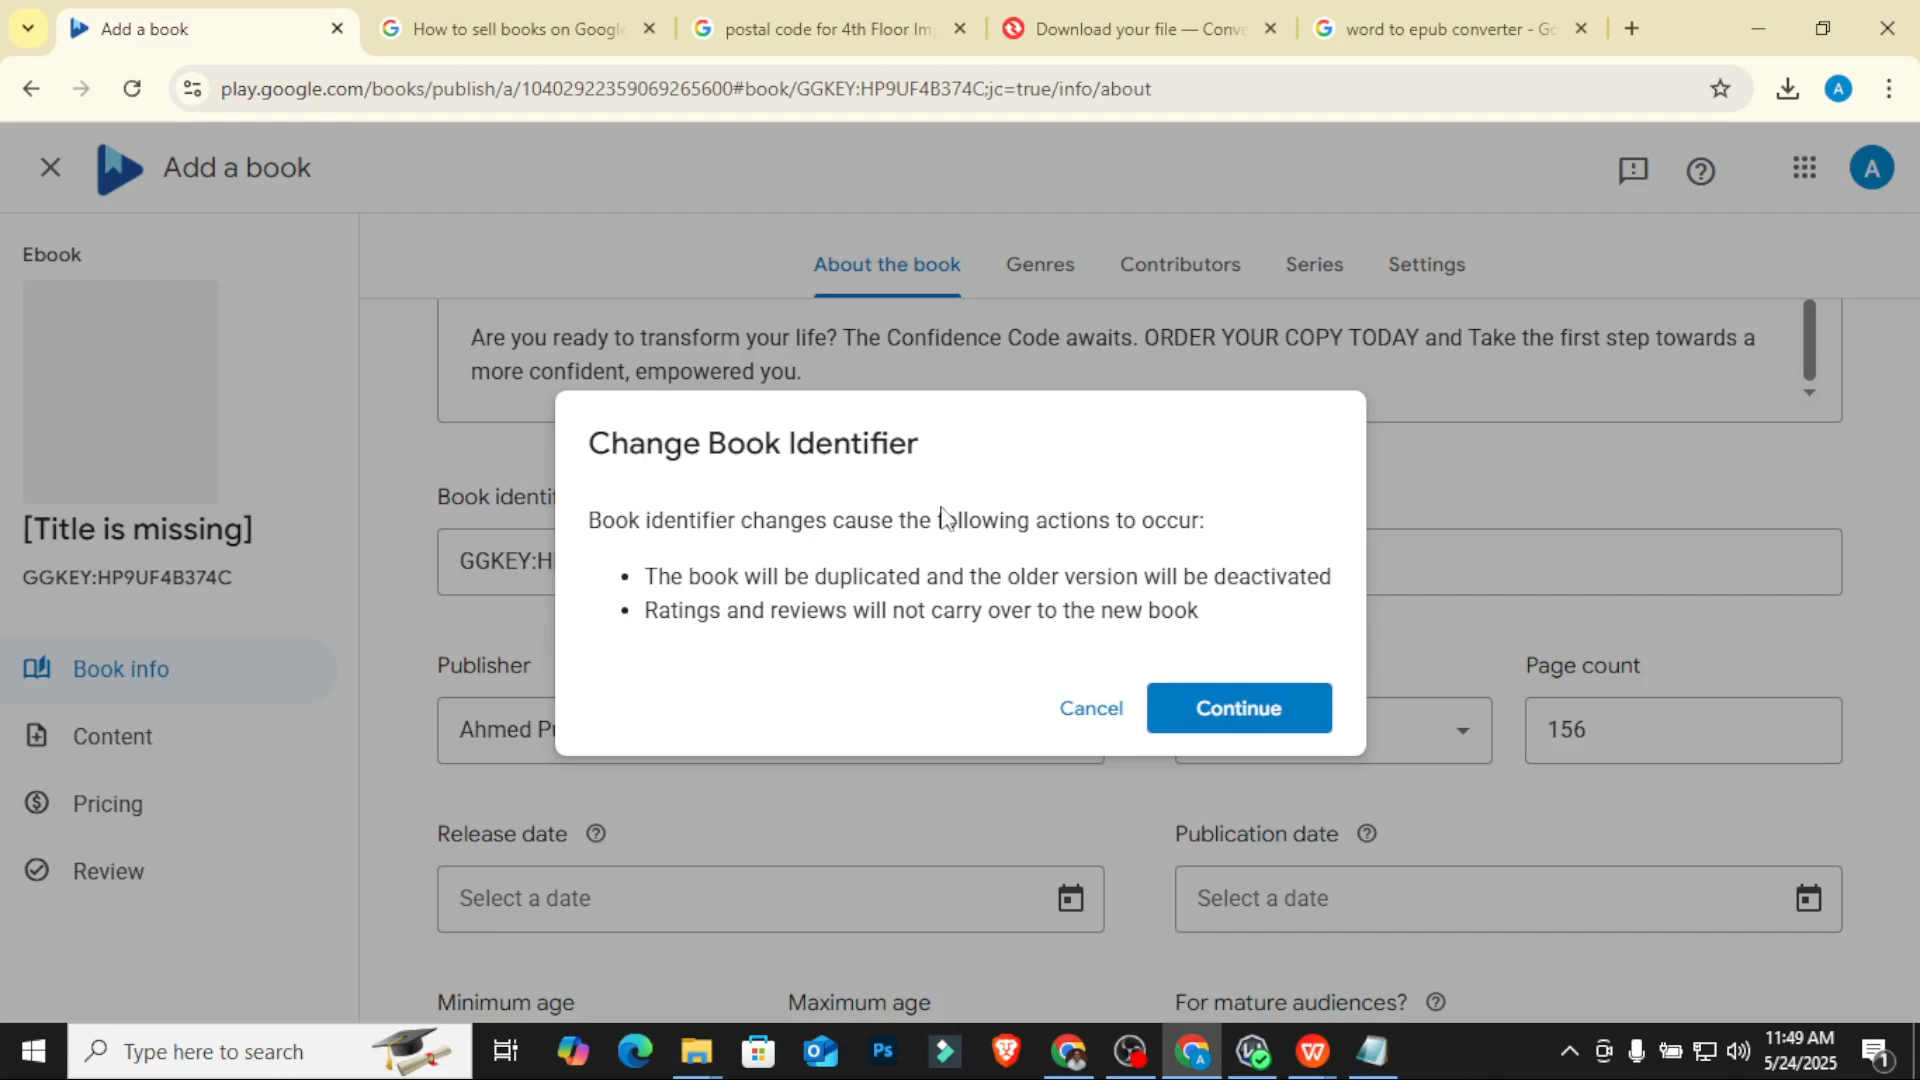 Add a book
How to sell books on Google
postal code for 4th Floor Im
Download your file — Conve
word to epub converter - Go
play.google.com/books/publish/a/10402922359069265600#book/GGKEY:HP9UF4B374C;jc=true/info/about
A
Add a book
A
Ebook
About the book
Genres
Contributors
Series
Settings
Are you ready to transform your life? The Confidence Code awaits. ORDER YOUR COPY TODAY and Take the first step towards a
more confident, empowered you.
Change Book Identifier
Book identifier changes cause the following actions to occur:
• The book will be duplicated and the older version will be deactivated
• Ratings and reviews will not carry over to the new book
Cancel
Continue
[Title is missing]
GGKEY:HP9UF4B374C
Book info
Content
Pricing
Review
Book identif
GGKEY:H
Publisher
Page count
Ahmed P
156
Release date
Publication date
Select a date
Select a date
Minimum age
Maximum age
For mature audiences?
Type here to search
Ps
11:49 AM
5/24/2025
1